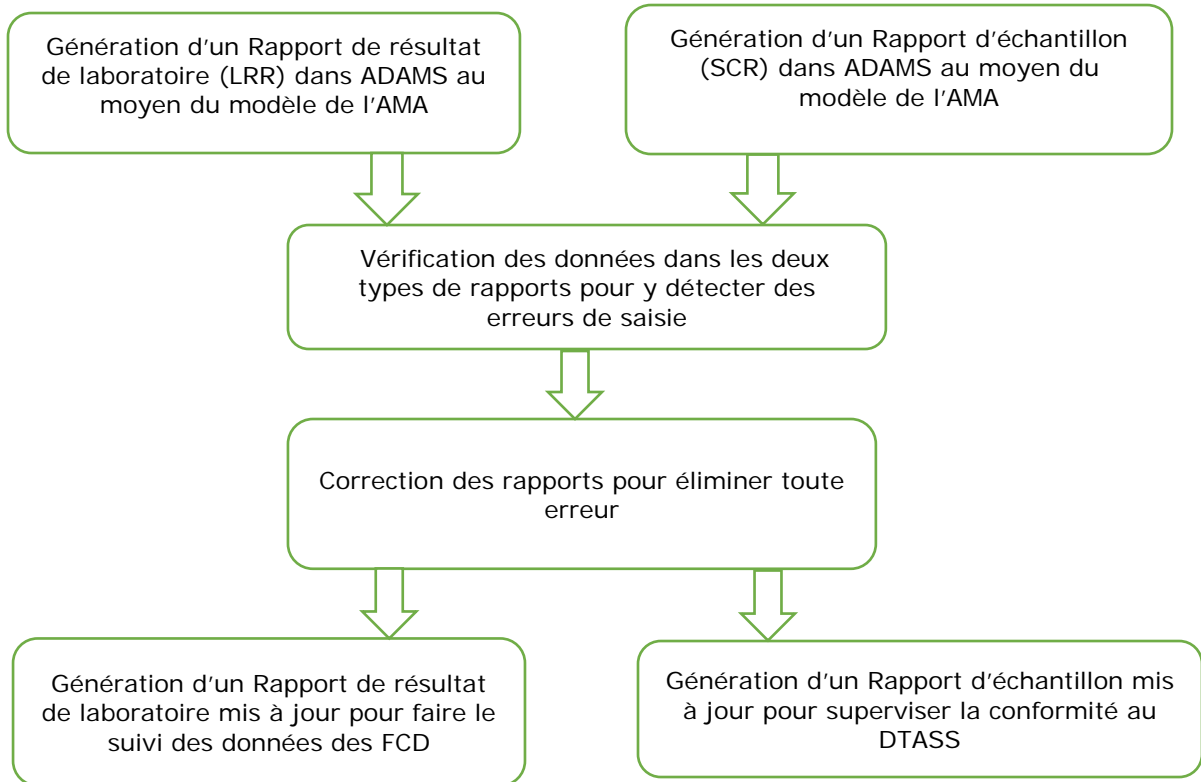 Génération d'un Rapport de résultat
de laboratoire (LRR) dans ADAMS au
moyen du modèle de l'AMA
Génération d'un Rapport d'échantillon
(SCR) dans ADAMS au moyen du
modèle de l'AMA
Vérification des données dans les deux
types de rapports pour y détecter des
erreurs de saisie
Correction des rapports pour éliminer toute
erreur
Génération d'un Rapport de résultat
de laboratoire mis à jour pour faire le
suivi des données des FCD
Génération d'un Rapport d'échantillon mis
à jour pour superviser la conformité au
DTASS